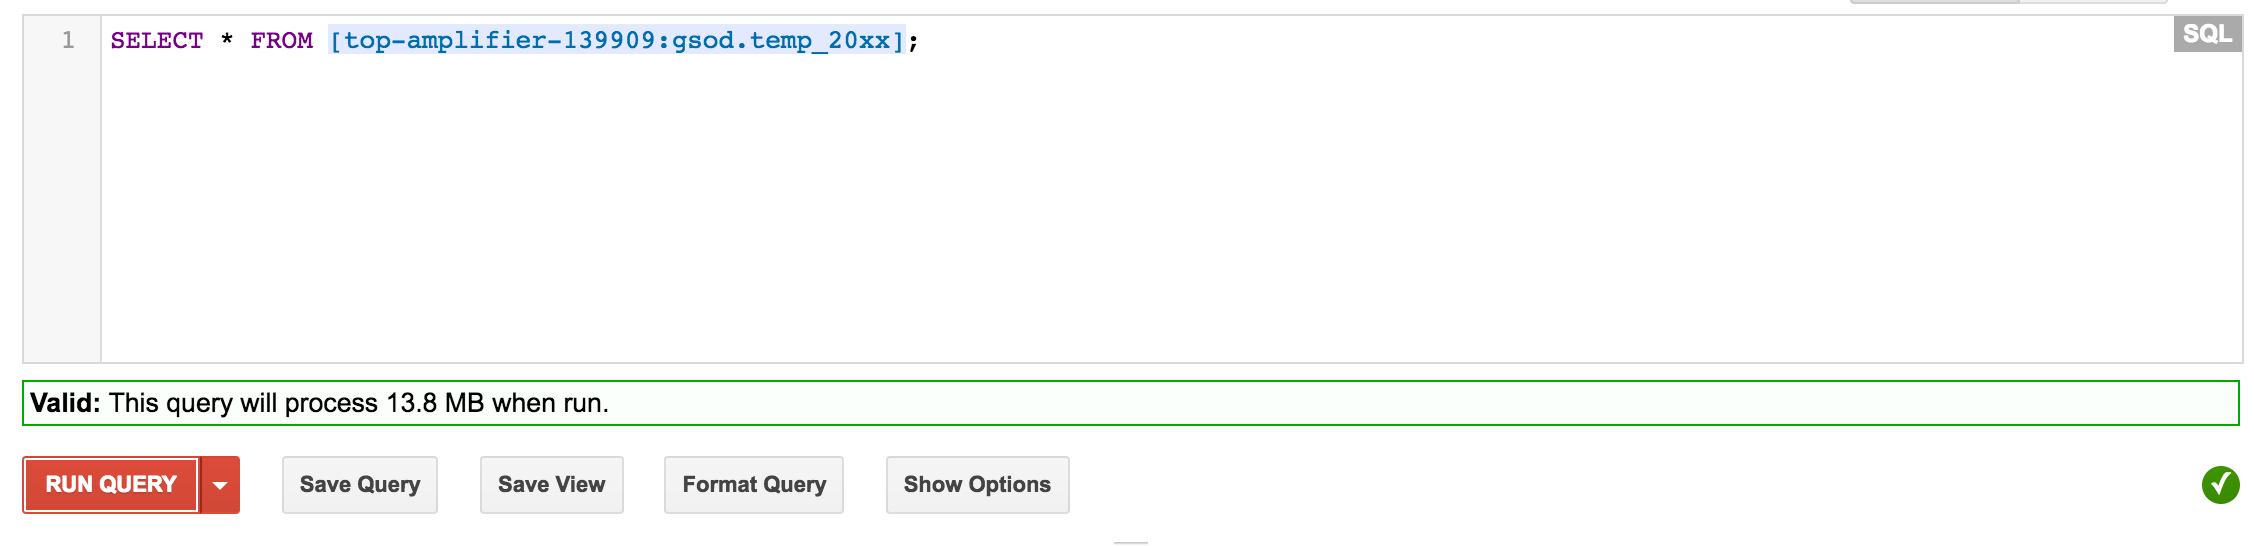 1 SELECT * FROM [top-amplifier-139909:gsod.temp_20xx];
SQL
Valid: This query will process 13.8 MB when run.
RUN QUERY Save Query Save View Format Query Show Options